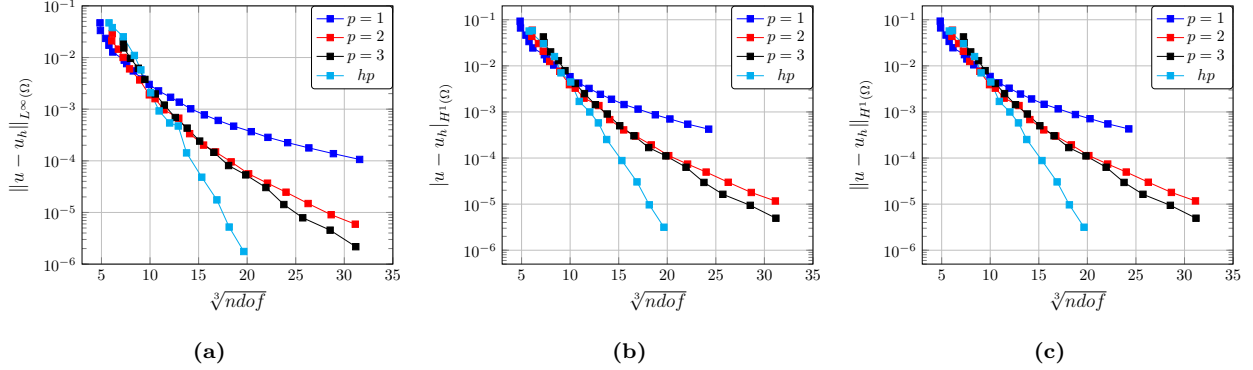 10⁻¹
10⁻²
10⁻³
10⁻⁴
10⁻⁵
10⁻⁶
5 10 15 20 25 30 35
∛ndof
‖u − u_h‖_{L^∞(Ω)}
p = 1
p = 2
p = 3
hp
(a)
10⁻¹
10⁻²
10⁻³
10⁻⁴
10⁻⁵
10⁻⁶
5 10 15 20 25 30 35
∛ndof
|u − u_h|_{H^1(Ω)}
p = 1
p = 2
p = 3
hp
(b)
10⁻¹
10⁻²
10⁻³
10⁻⁴
10⁻⁵
10⁻⁶
5 10 15 20 25 30 35
∛ndof
‖u − u_h‖_{H^1(Ω)}
p = 1
p = 2
p = 3
hp
(c)